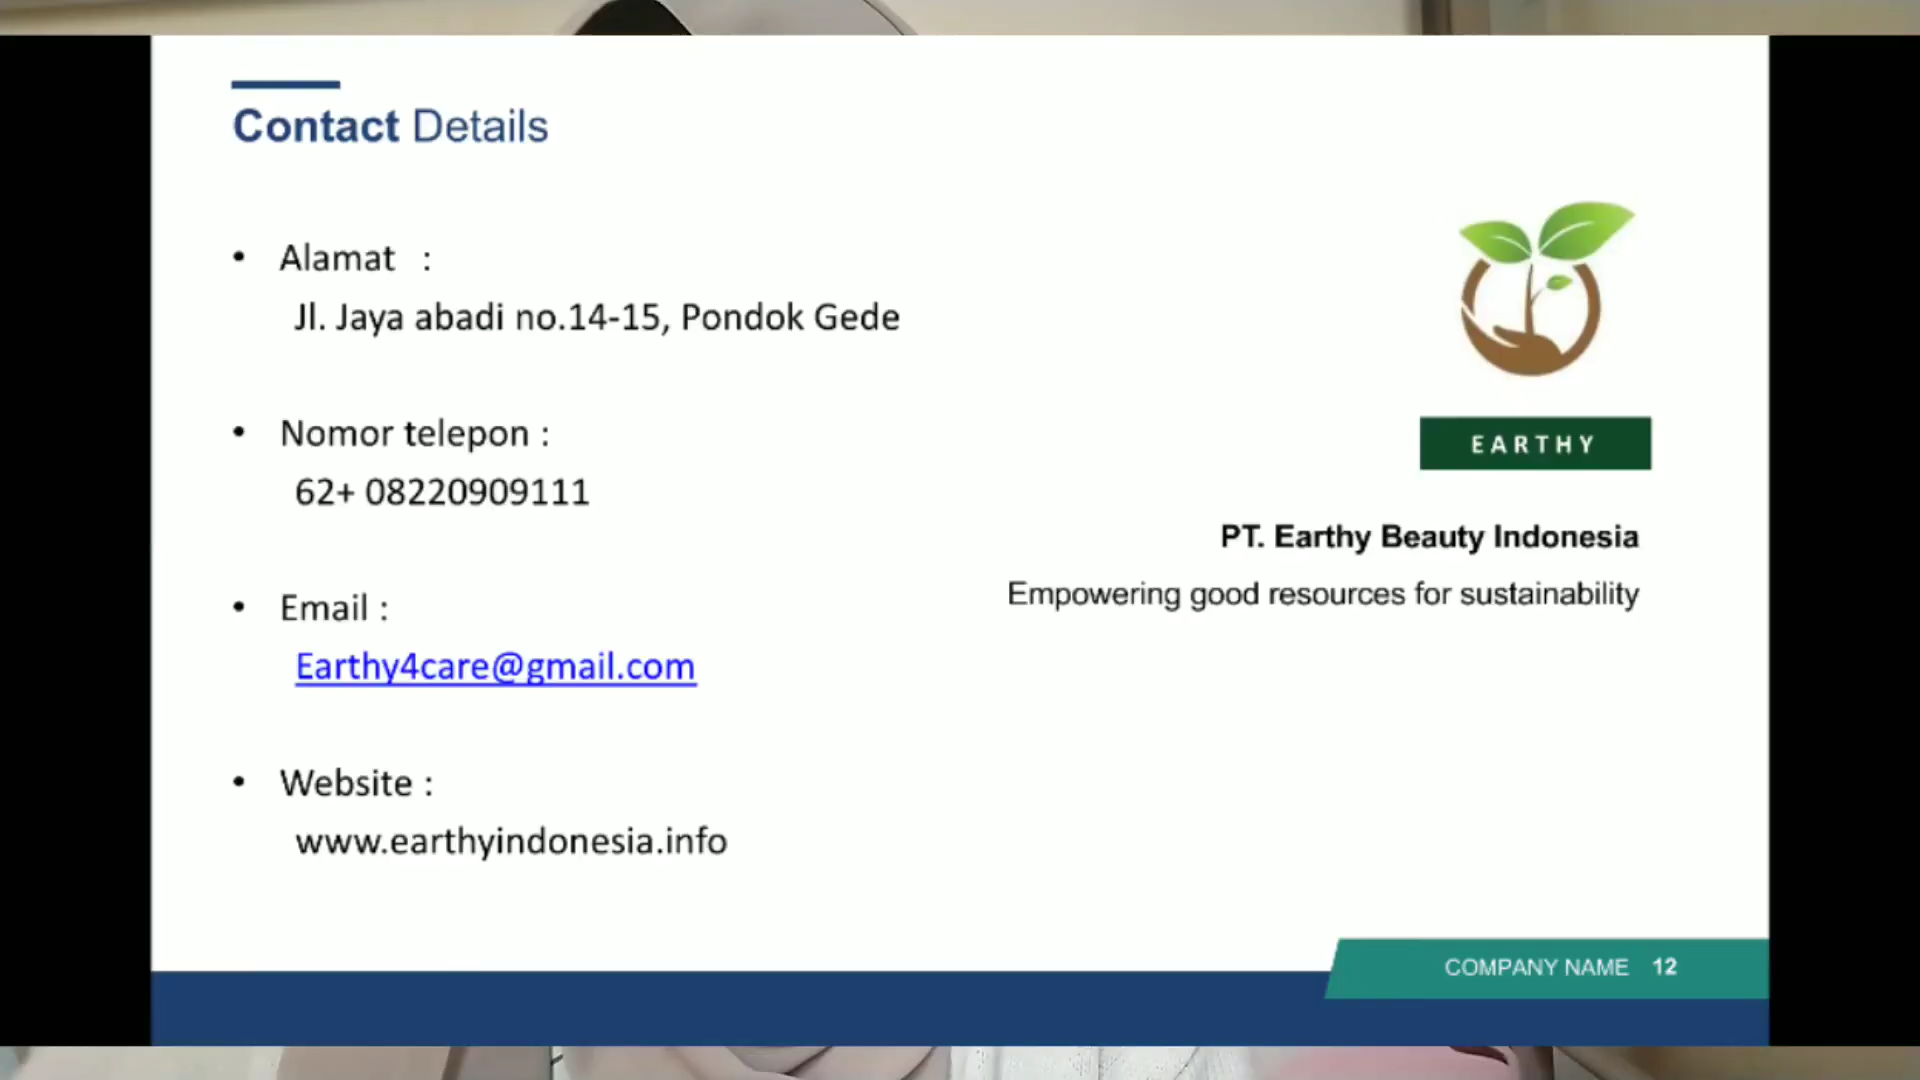 Contact Details
• Alamat :
Jl. Jaya abadi no.14-15, Pondok Gede
• Nomor telepon :
62+ 08220909111
• Email :
Earthy4care@gmail.com
• Website :
www.earthyindonesia.info
EARTHY
PT. Earthy Beauty Indonesia
Empowering good resources for sustainability
COMPANY NAME 12